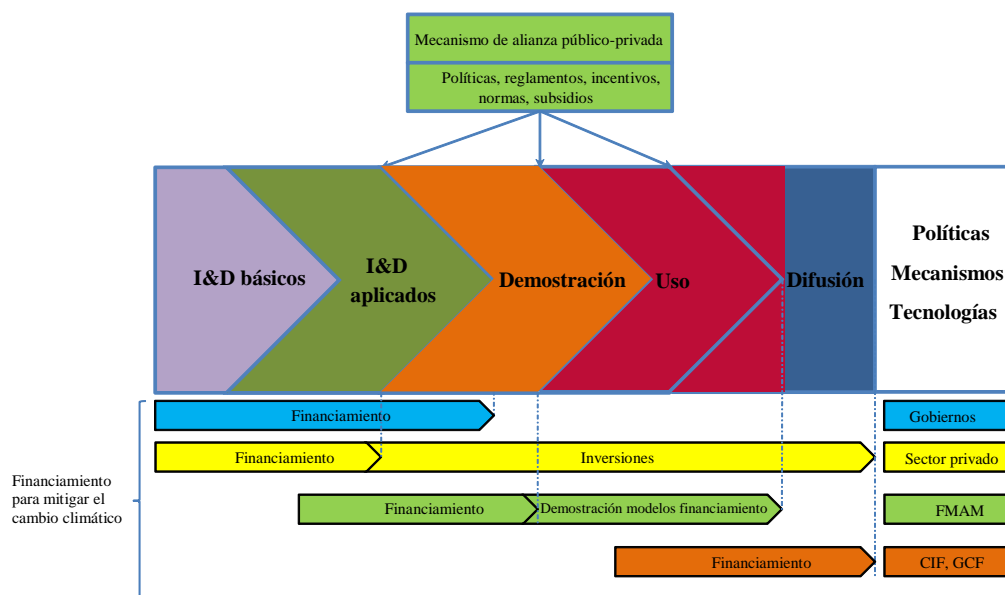 Mecanismo de alianza público-privada
Políticas, reglamentos, incentivos,
normas, subsidios
I&D básicos
I&D
aplicados
Demostración
Uso
Difusión
Políticas
Mecanismos
Tecnologías
Financiamiento
para mitigar el
cambio climático
Financiamiento
Gobiernos
Financiamiento
Inversiones
Sector privado
Financiamiento
Demostración modelos financiamiento
FMAM
Financiamiento
CIF, GCF